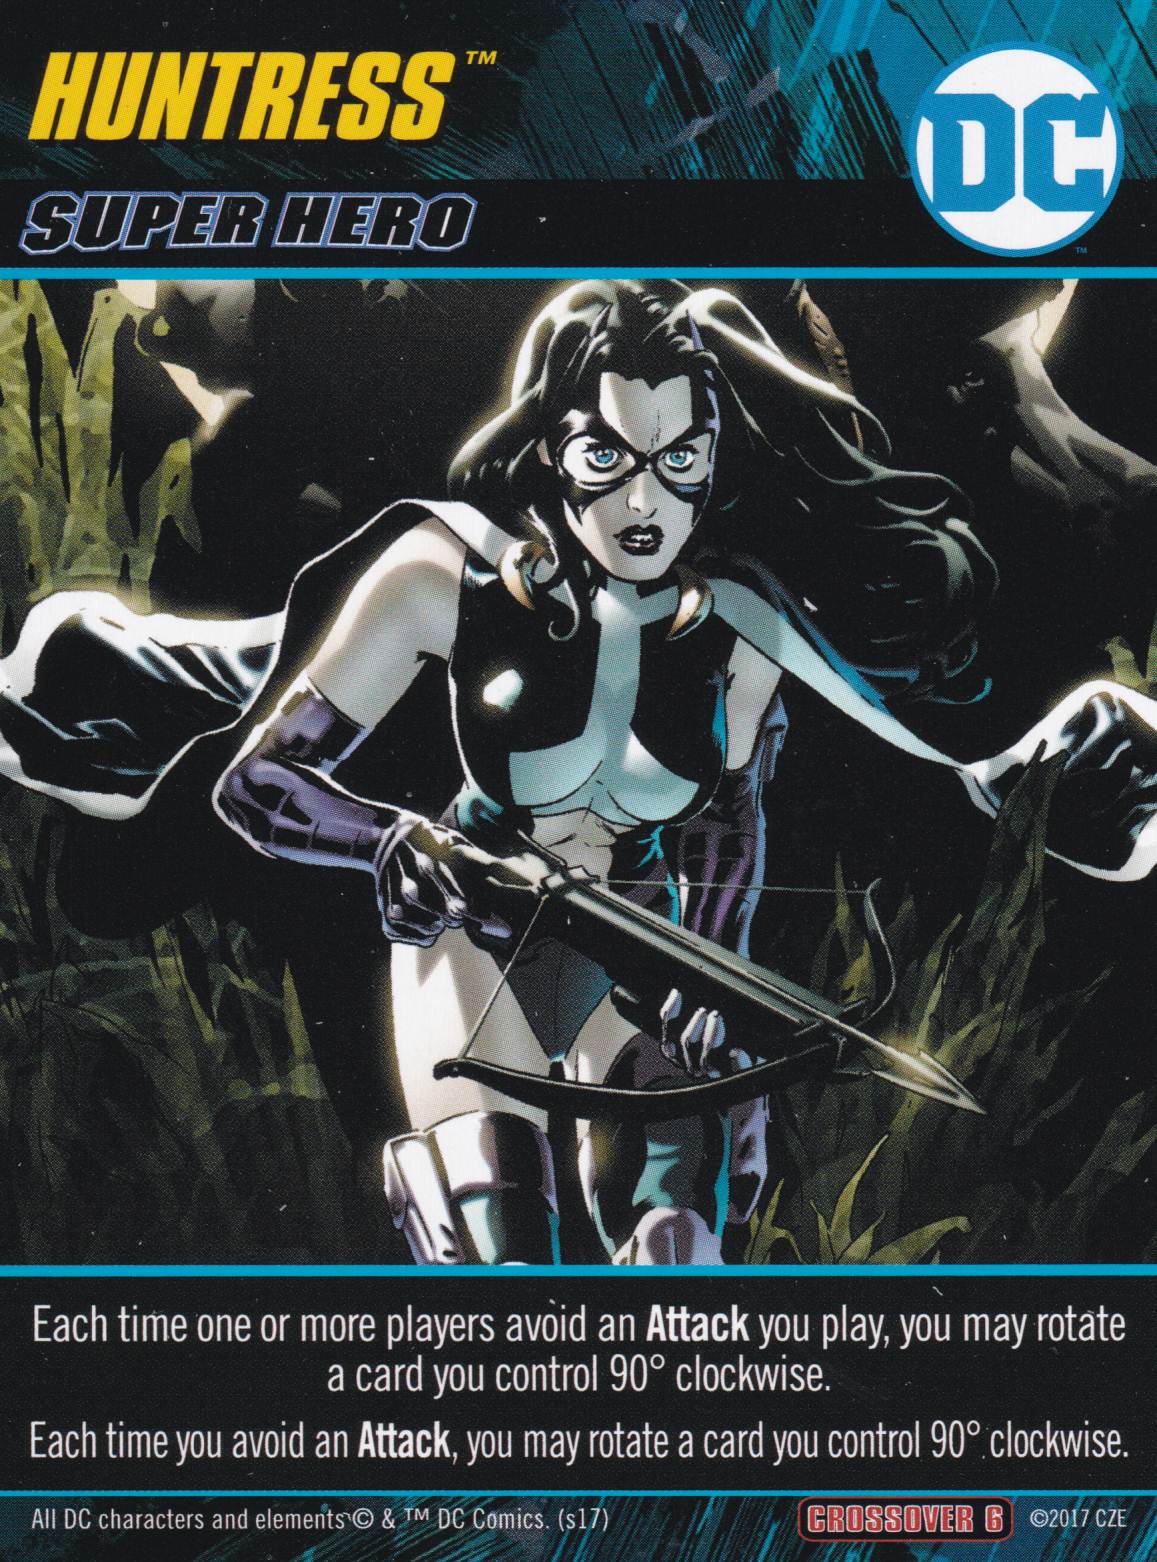 HUNTRESS™
DC™
SUPER HERO
Each time one or more players avoid an Attack you play, you may rotate
a card you control 90° clockwise.
Each time you avoid an Attack, you may rotate a card you control 90° clockwise.
All DC characters and elements © & ™ DC Comics. (s17)
CROSSOVER 6
©2017 CZE